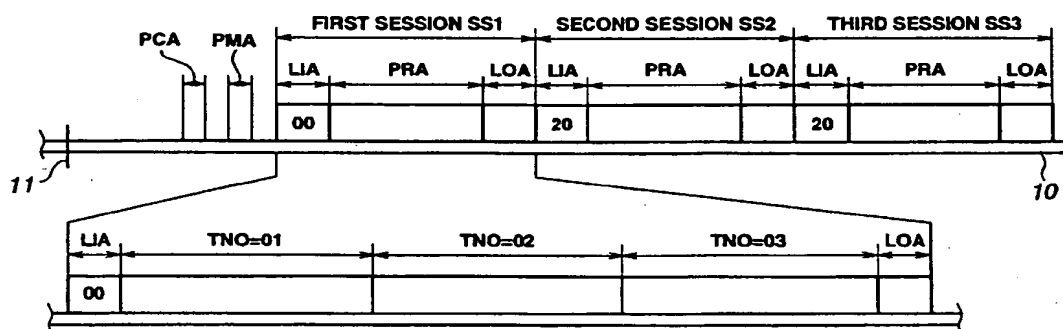 FIRST SESSION SS1 SECOND SESSION SS2 THIRD SESSION SS3
PCA PMA
LIA PRA LOA LIA PRA LOA LIA PRA LOA
00 20 20
11 10
LIA TNO=01 TNO=02 TNO=03 LOA
00